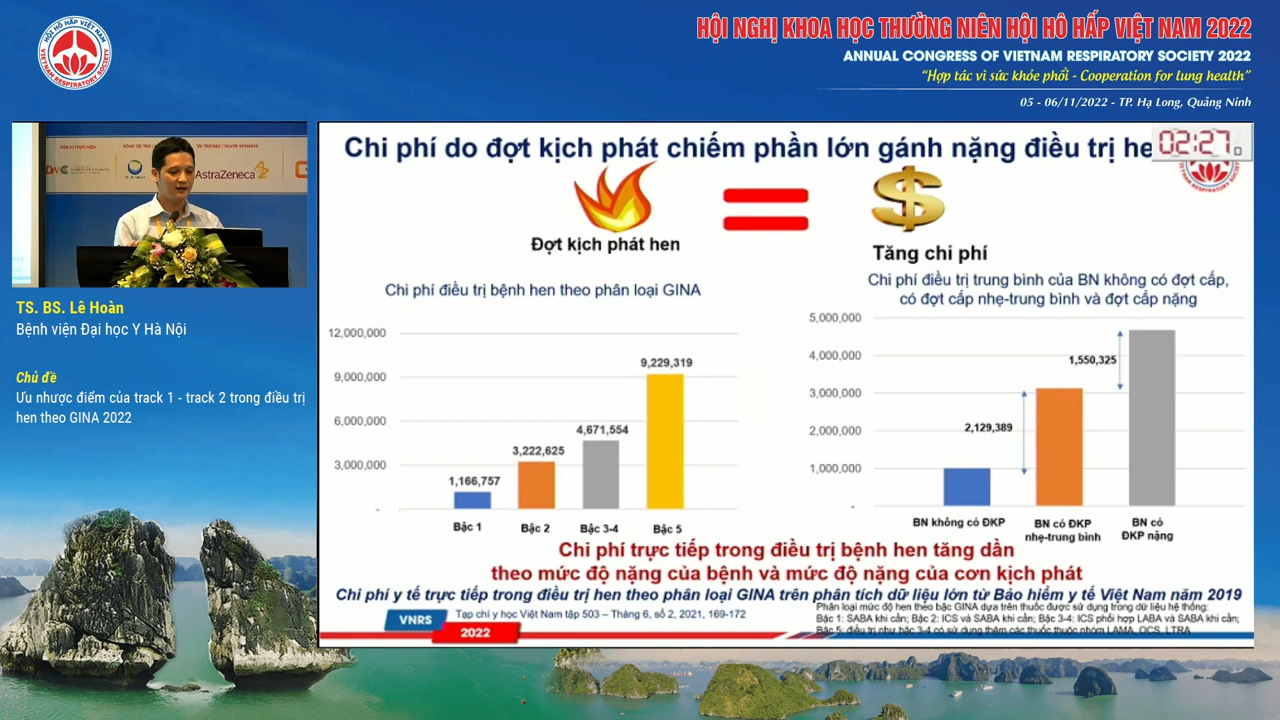 HỘI HÔ HẤP VIỆT NAM
VIETNAM RESPIRATORY SOCIETY
HỘI NGHỊ KHOA HỌC THƯỜNG NIÊN HỘI HÔ HẤP VIỆT NAM 2022
ANNUAL CONGRESS OF VIETNAM RESPIRATORY SOCIETY 2022
“Hợp tác vì sức khỏe phổi - Cooperation for lung health”
05 - 06/11/2022 - TP. Hạ Long, Quảng Ninh
AstraZeneca
TS. BS. Lê Hoàn
Bệnh viện Đại học Y Hà Nội
Chủ đề
Ưu nhược điểm của track 1 - track 2 trong điều trị
hen theo GINA 2022
Chi phí do đợt kịch phát chiếm phần lớn gánh nặng điều trị he
02:27
Đợt kịch phát hen
Tăng chi phí
Chi phí điều trị bệnh hen theo phân loại GINA
12,000,000
9,000,000
6,000,000
3,000,000
-
1,166,757
3,222,625
4,671,554
9,229,319
Bậc 1
Bậc 2
Bậc 3-4
Bậc 5
Chi phí điều trị trung bình của BN không có đợt cấp,
có đợt cấp nhẹ-trung bình và đợt cấp nặng
5,000,000
4,000,000
3,000,000
2,000,000
1,000,000
-
2,129,389
1,550,325
BN không có ĐKP
BN có ĐKP
nhẹ-trung bình
BN có
ĐKP nặng
Chi phí trực tiếp trong điều trị bệnh hen tăng dần
theo mức độ nặng của bệnh và mức độ nặng của cơn kịch phát
Chi phí y tế trực tiếp trong điều trị hen theo phân loại GINA trên phân tích dữ liệu lớn từ Bảo hiểm y tế Việt Nam năm 2019
VNRS
2022
Tạp chí y học Việt Nam tập 503 – Tháng 6, số 2, 2021, 169-172
Phân loại mức độ hen theo bậc GINA dựa trên thuốc được sử dụng trong dữ liệu hệ thống:
Bậc 1: SABA khi cần; Bậc 2: ICS và SABA khi cần; Bậc 3-4: ICS phối hợp LABA và SABA khi cần;
Bậc 5: điều trị như bậc 3-4 có sử dụng thêm các thuốc thuộc nhóm LAMA, OCS, LTRA